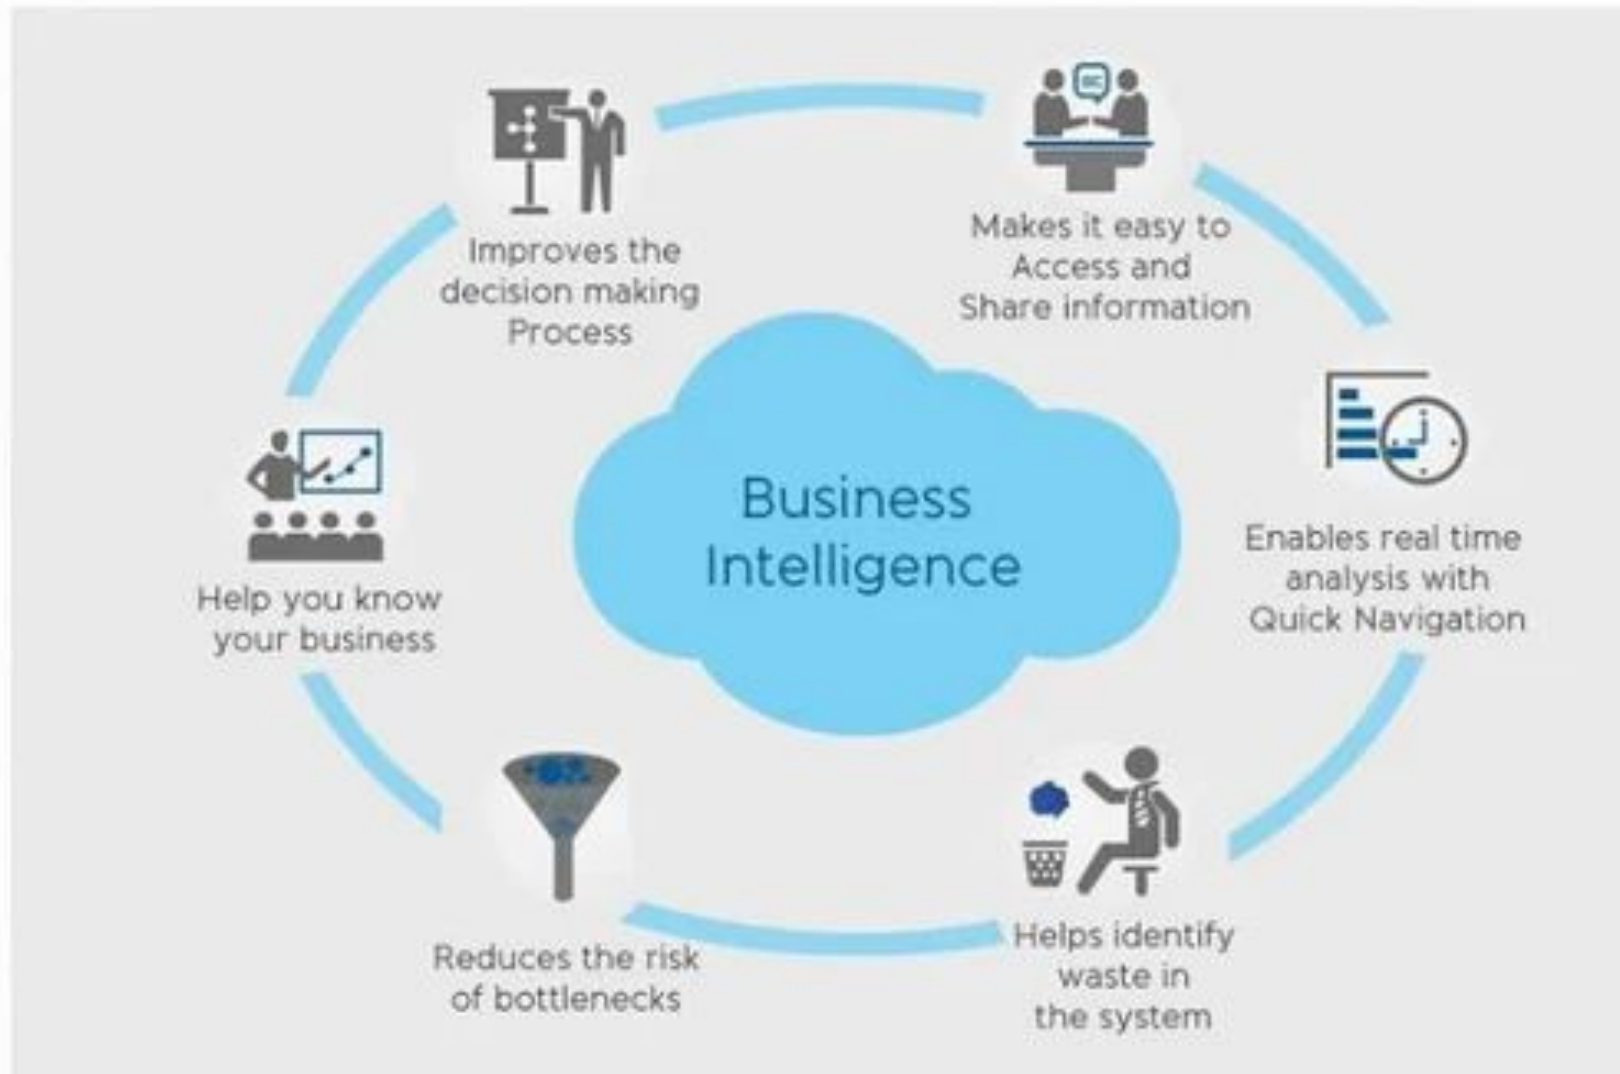 Improves the
decision making
Process
Makes it easy to
Access and
Share information
Enables real time
analysis with
Quick Navigation
Helps identify
waste in
the system
Reduces the risk
of bottlenecks
Help you know
your business
Business
Intelligence